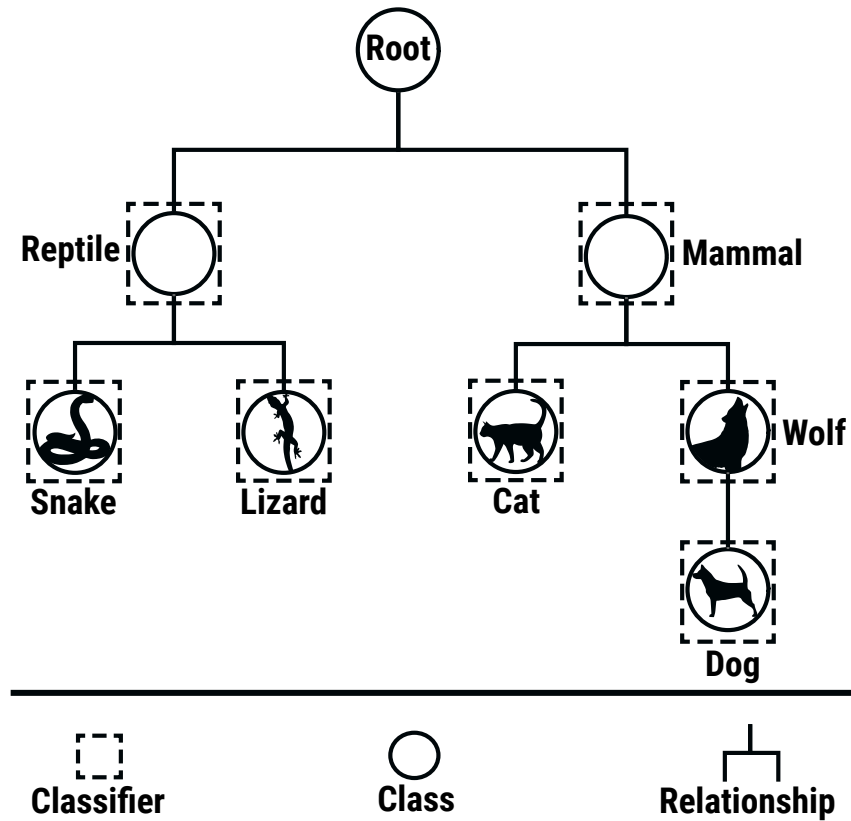 Root
Reptile
Mammal
Snake
Lizard
Cat
Wolf
Dog
Classifier
Class
Relationship